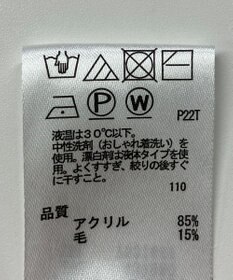 P22T
液温は30℃以下。
中性洗剤（おしゃれ着洗い）を
使用。漂白剤は液体タイプを使
用。よくすすぎ、絞りの後すぐ
に干すこと。
110
品質
アクリル 85%
毛 15%